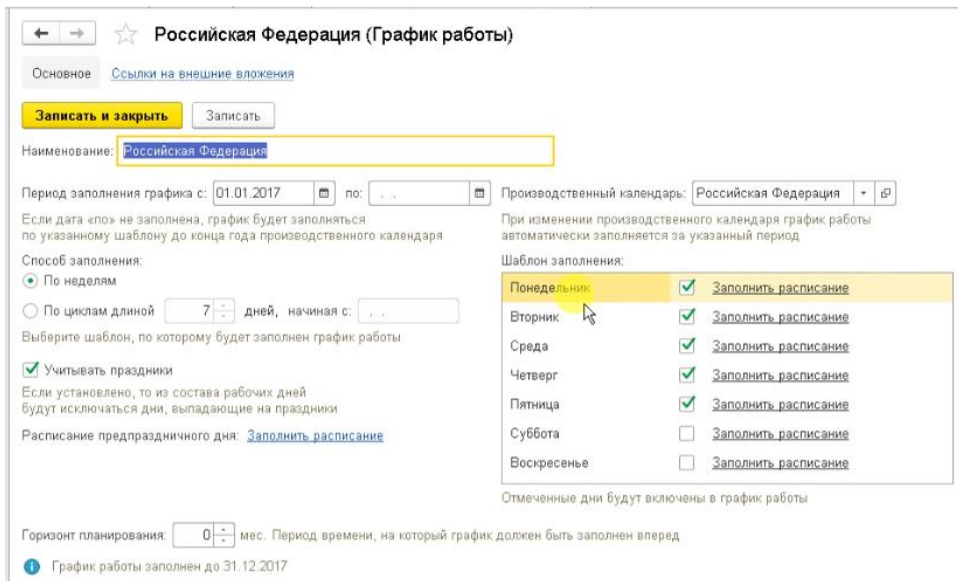 Российская Федерация (График работы)
Основное Ссылки на внешние вложения
Записать и закрыть Записать
Наименование: Российская Федерация
Период заполнения графика с: 01.01.2017 по: . .
Если дата «по» не заполнена, график будет заполняться
по указанному шаблону до конца года производственного календаря
Способ заполнения:
По неделям
По циклам длиной 7 дней, начиная с: . .
Выберите шаблон, по которому будет заполнен график работы
Учитывать праздники
Если установлено, то из состава рабочих дней
будут исключаться дни, выпадающие на праздники
Расписание предпраздничного дня: Заполнить расписание
Производственный календарь: Российская Федерация
При изменении производственного календаря график работы
автоматически заполняется за указанный период
Шаблон заполнения:
Понедельник Заполнить расписание
Вторник Заполнить расписание
Среда Заполнить расписание
Четверг Заполнить расписание
Пятница Заполнить расписание
Суббота Заполнить расписание
Воскресенье Заполнить расписание
Отмеченные дни будут включены в график работы
Горизонт планирования: 0 мес. Период времени, на который график должен быть заполнен вперед
График работы заполнен до 31.12.2017